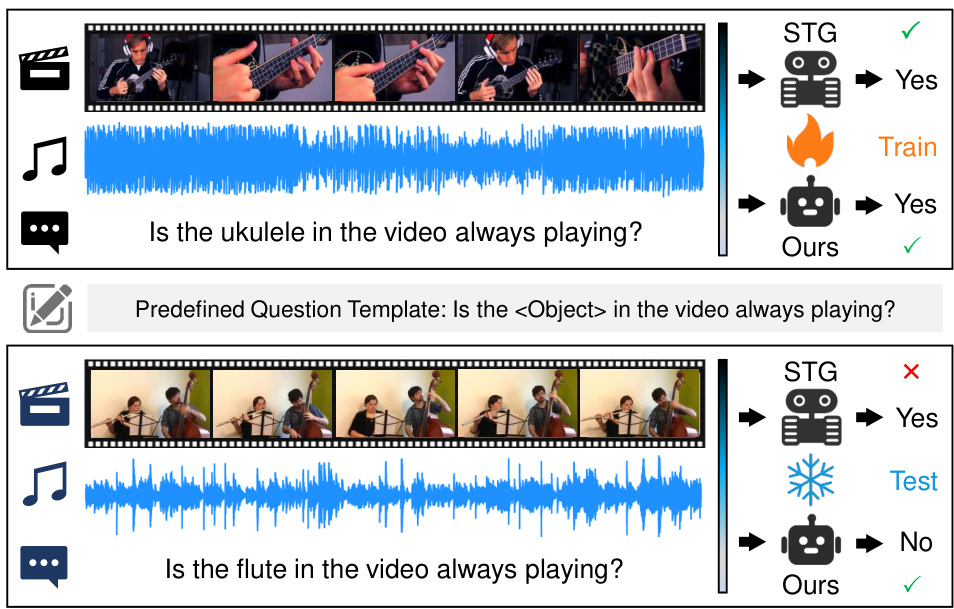 STG
Yes
Train
Yes
Is the ukulele in the video always playing?
Ours
Predefined Question Template: Is the <Object> in the video always playing?
STG
Yes
Test
No
Is the flute in the video always playing?
Ours